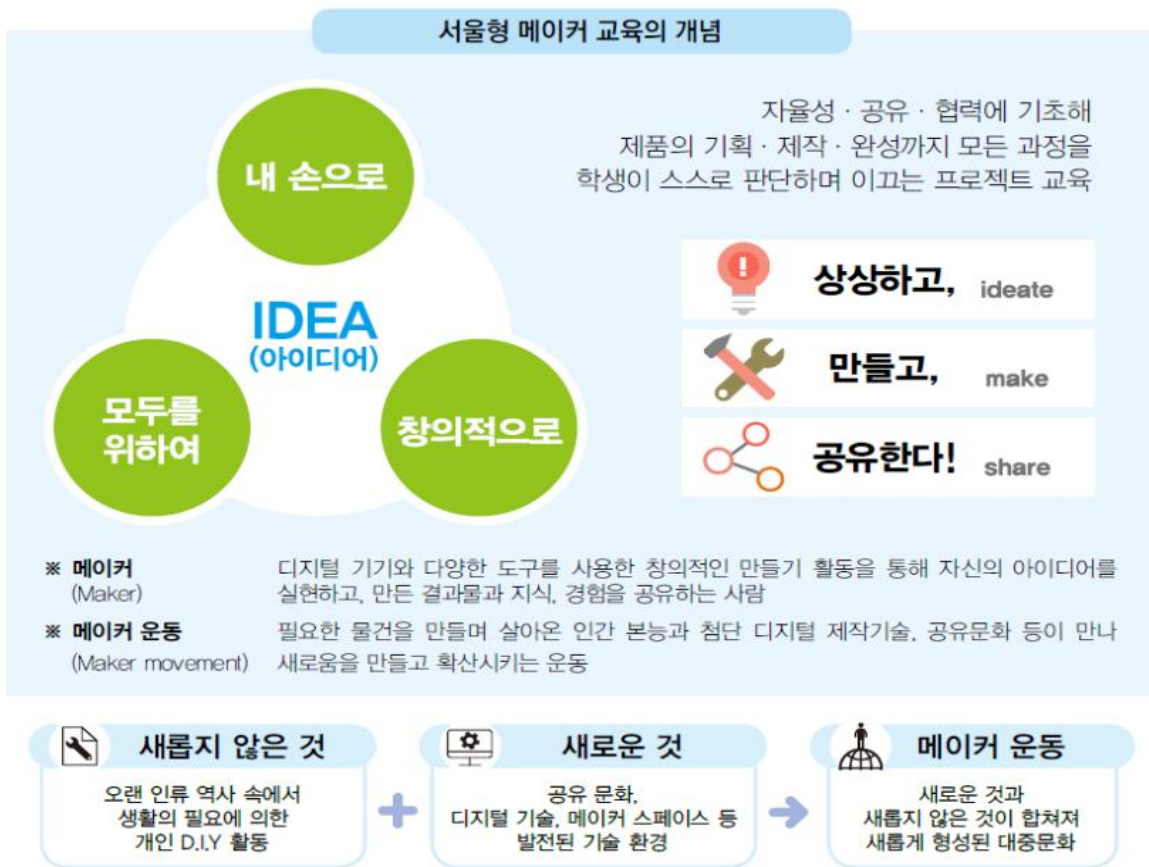 서울형 메이커 교육의 개념
내 손으로
IDEA
(아이디어)
모두를
위하여
창의적으로
자율성 · 공유 · 협력에 기초해
제품의 기획 · 제작 · 완성까지 모든 과정을
학생이 스스로 판단하며 이끄는 프로젝트 교육
상상하고, ideate
만들고, make
공유한다! share
※ 메이커 디지털 기기와 다양한 도구를 사용한 창의적인 만들기 활동을 통해 자신의 아이디어를
(Maker) 실현하고, 만든 결과물과 지식, 경험을 공유하는 사람
※ 메이커 운동 필요한 물건을 만들며 살아온 인간 본능과 첨단 디지털 제작기술, 공유문화 등이 만나
(Maker movement) 새로움을 만들고 확산시키는 운동
새롭지 않은 것
오랜 인류 역사 속에서
생활의 필요에 의한
개인 D.I.Y 활동
+
새로운 것
공유 문화,
디지털 기술, 메이커 스페이스 등
발전된 기술 환경
메이커 운동
새로운 것과
새롭지 않은 것이 합쳐져
새롭게 형성된 대중문화